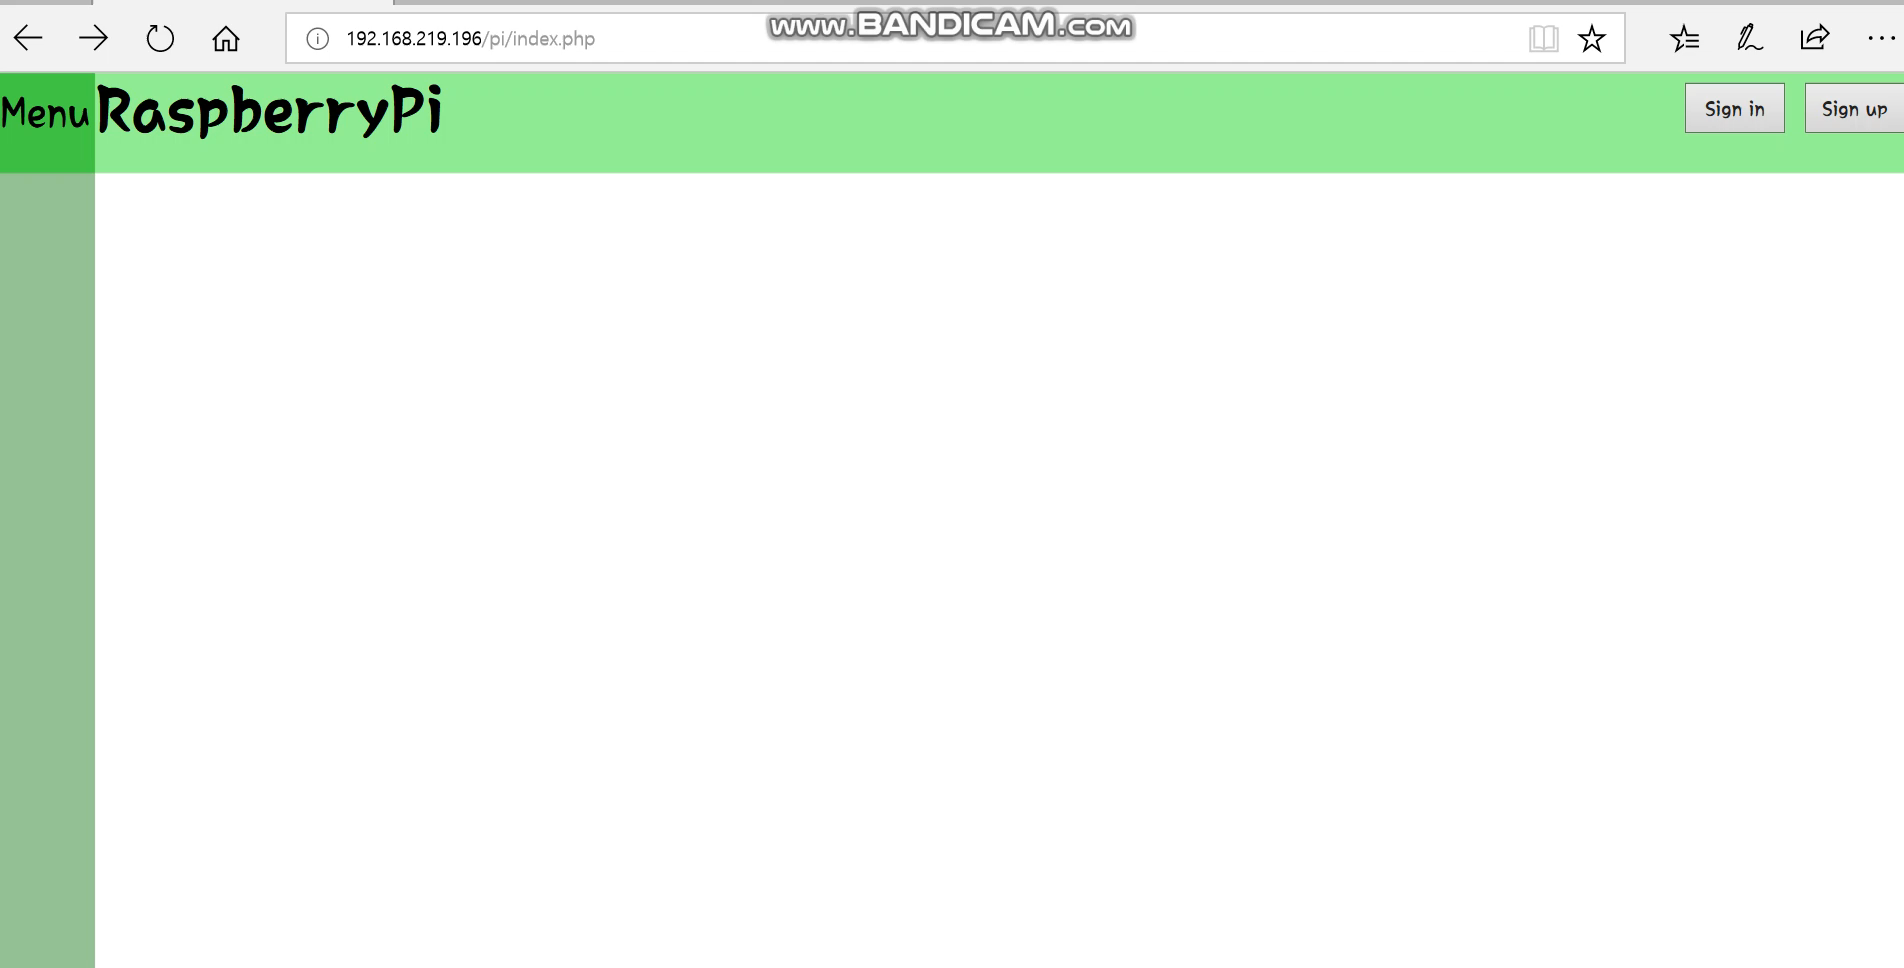 www.BANDICAM.com
192.168.219.196/pi/index.php
Menu RaspberryPi Sign in Sign up